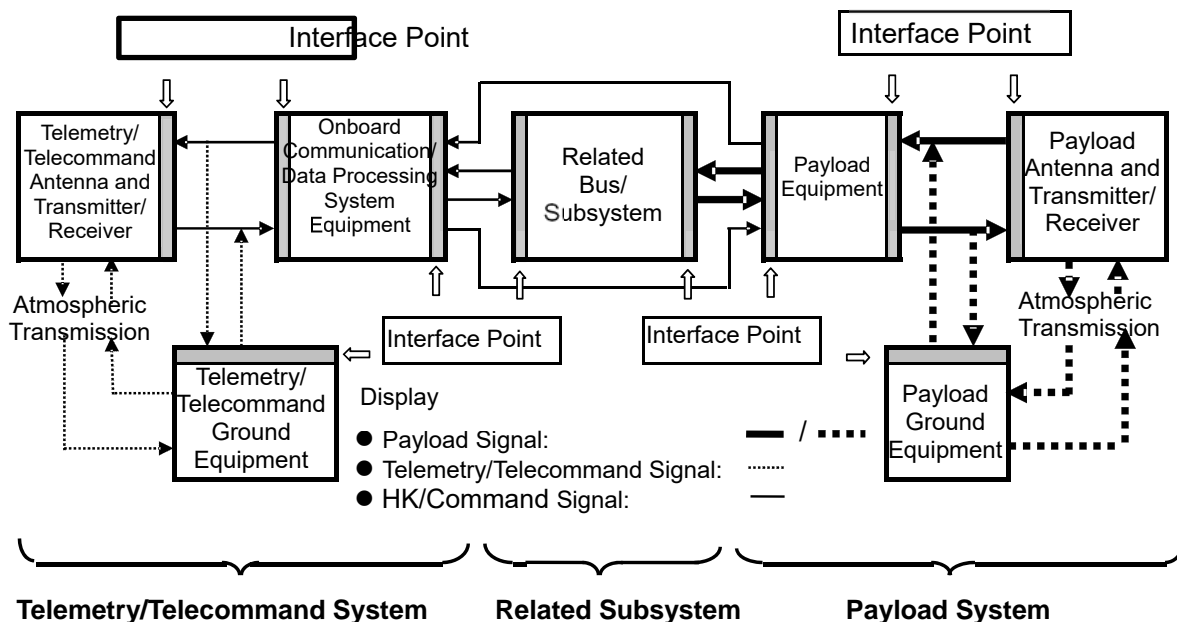 Interface Point
Interface Point
Telemetry/
Telecommand
Antenna and
Transmitter/
Receiver
Onboard
Communication/
Data Processing
System
Equipment
Related
Bus/
Subsystem
Payload
Equipment
Payload
Antenna and
Transmitter/
Receiver
Atmospheric
Transmission
Atmospheric
Transmission
Interface Point
Interface Point
Telemetry/
Telecommand
Ground
Equipment
Payload
Ground
Equipment
Display
● Payload Signal: /
● Telemetry/Telecommand Signal:
● HK/Command Signal:
Telemetry/Telecommand System
Related Subsystem
Payload System